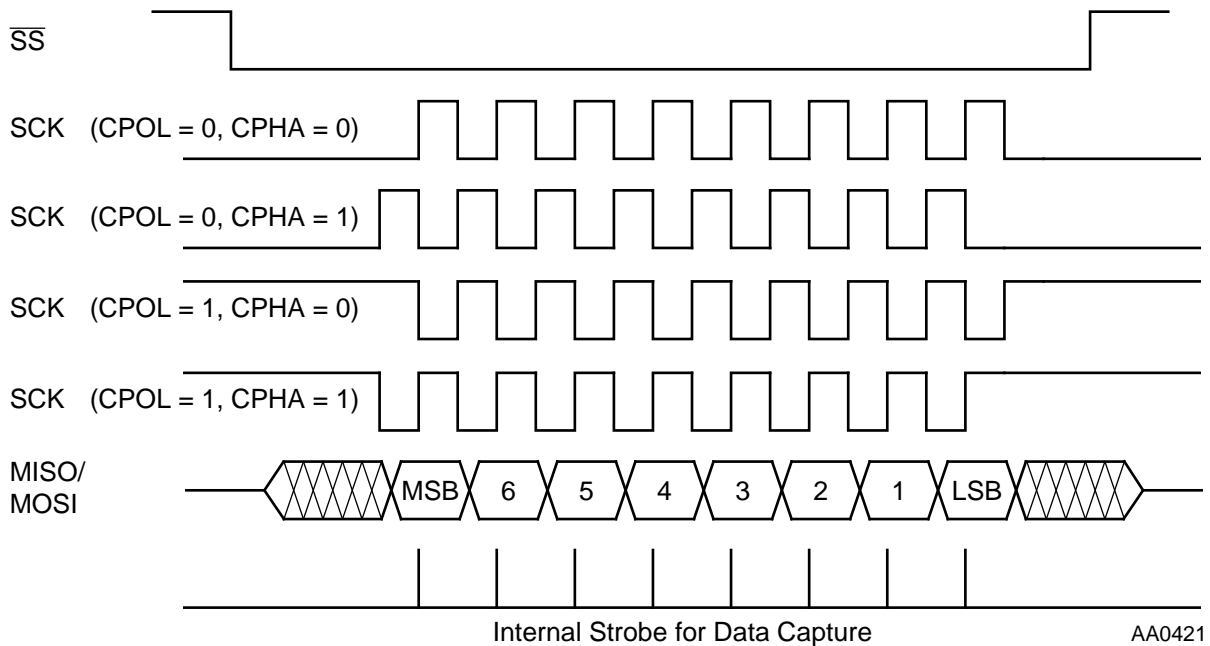 S̅S̅
SCK (CPOL = 0, CPHA = 0)
SCK (CPOL = 0, CPHA = 1)
SCK (CPOL = 1, CPHA = 0)
SCK (CPOL = 1, CPHA = 1)
MISO/
MOSI
MSB 6 5 4 3 2 1 LSB
Internal Strobe for Data Capture
AA0421